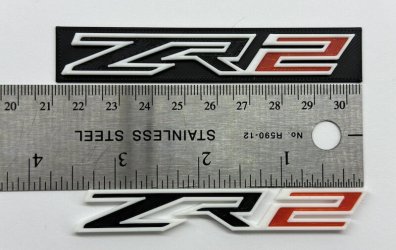 ZR2
20 21 22 23 24 25 26 27 28 29 30
STAINLESS STEEL No. R590-12
4 3 2 1
ZR2